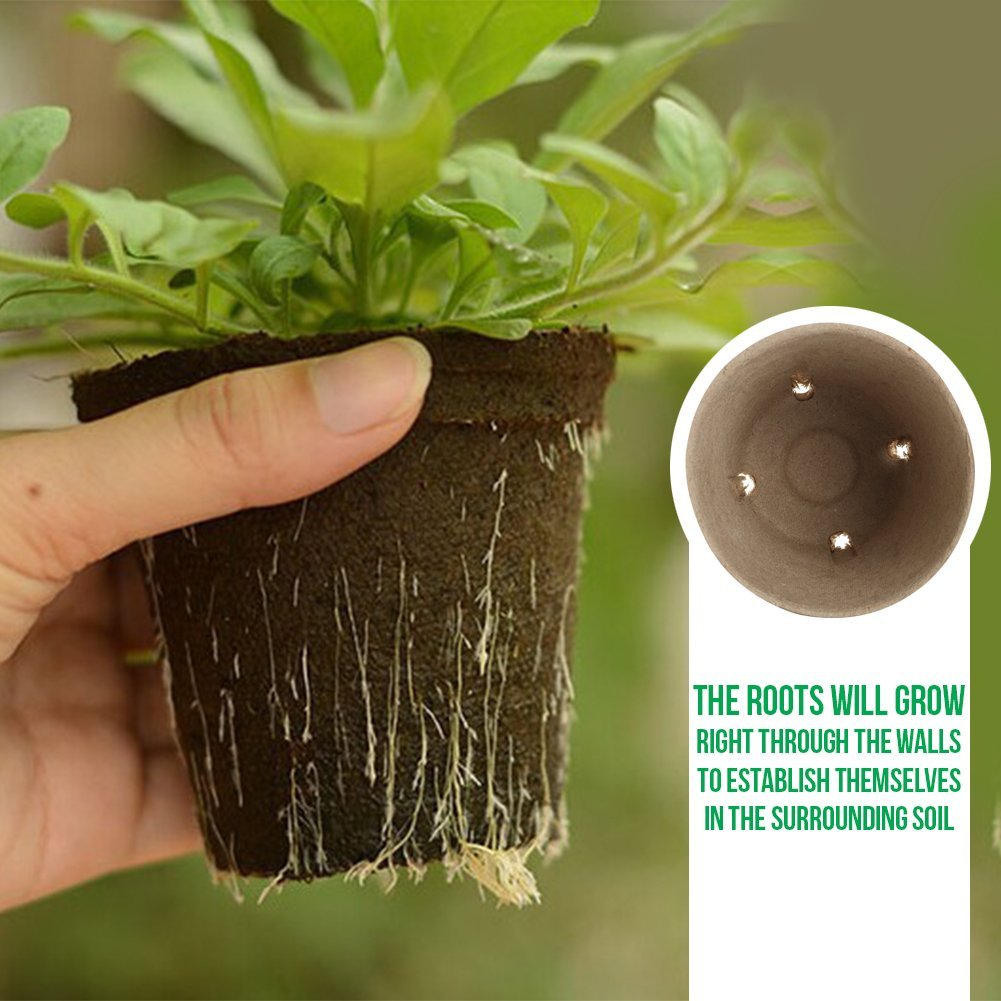 THE ROOTS WILL GROW
RIGHT THROUGH THE WALLS
TO ESTABLISH THEMSELVES
IN THE SURROUNDING SOIL